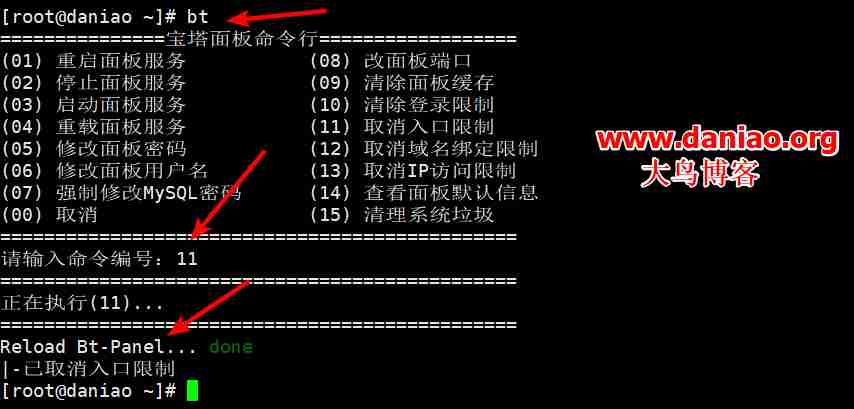 [root@daniao ~]# bt
===============宝塔面板命令行==================
(01) 重启面板服务           (08) 改面板端口
(02) 停止面板服务           (09) 清除面板缓存
(03) 启动面板服务           (10) 清除登录限制
(04) 重载面板服务           (11) 取消入口限制
(05) 修改面板密码           (12) 取消域名绑定限制
(06) 修改面板用户名         (13) 取消IP访问限制
(07) 强制修改MySQL密码      (14) 查看面板默认信息
(00) 取消                   (15) 清理系统垃圾
===============================================
请输入命令编号：11
===============================================
正在执行(11)...
===============================================
Reload Bt-Panel... done
|-已取消入口限制
[root@daniao ~]#
www.daniao.org
大鸟博客